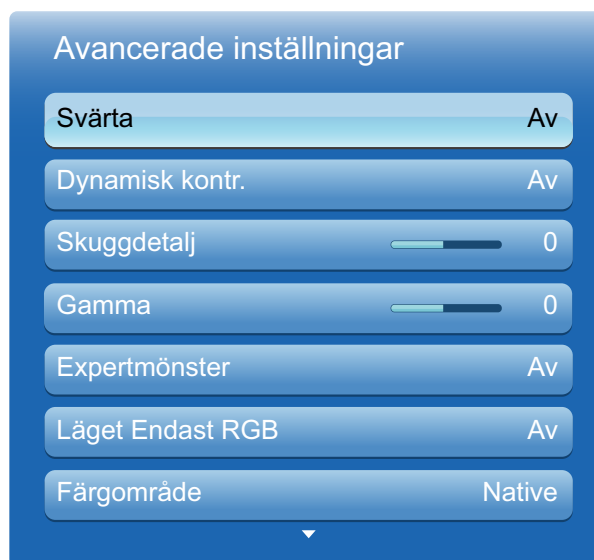 Avancerade inställningar
Svärta Av
Dynamisk kontr. Av
Skuggdetalj 0
Gamma 0
Expertmönster Av
Läget Endast RGB Av
Färgområde Native